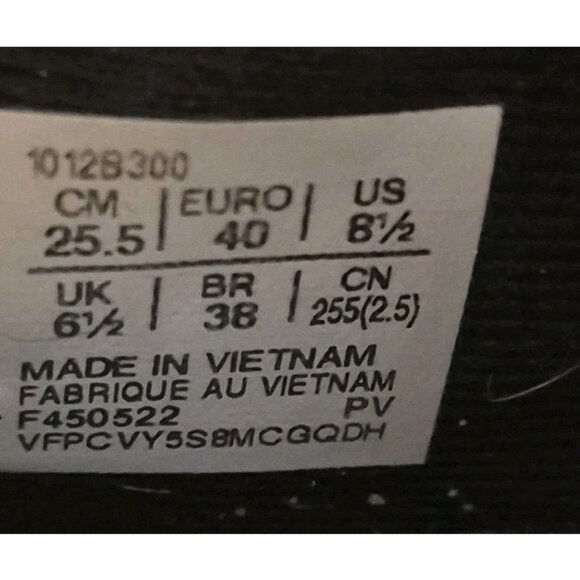 1012B300
CM | EURO | US
25.5 | 40 | 8½
UK | BR | CN
6½ | 38 | 255(2.5)
MADE IN VIETNAM
FABRIQUE AU VIETNAM
F450522 PV
VFPCVY5S8MCGQDH